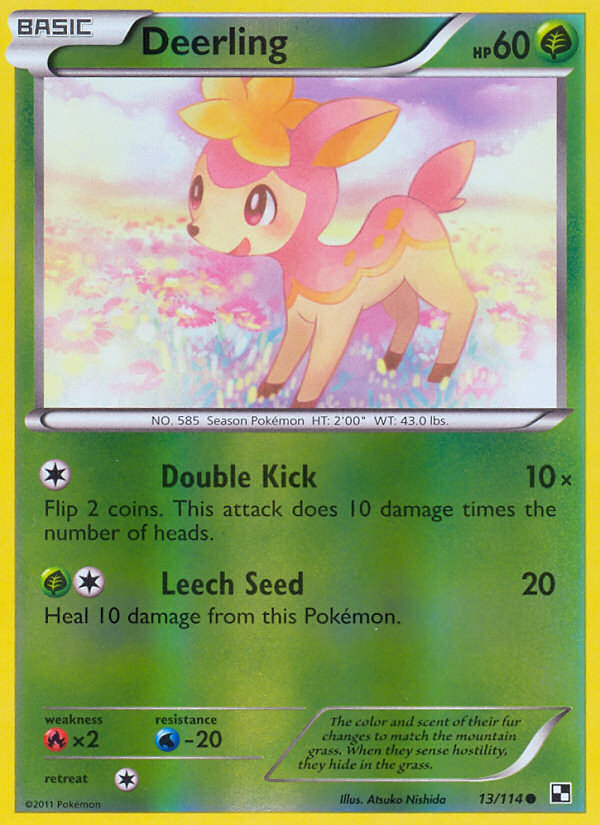 BASIC
Deerling
HP60
NO. 585 Season Pokémon HT: 2'00" WT: 43.0 lbs.
Double Kick 10×
Flip 2 coins. This attack does 10 damage times the
number of heads.
Leech Seed 20
Heal 10 damage from this Pokémon.
weakness
×2
resistance
-20
retreat
The color and scent of their fur
changes to match the mountain
grass. When they sense hostility,
they hide in the grass.
©2011 Pokémon
Illus. Atsuko Nishida
13/114